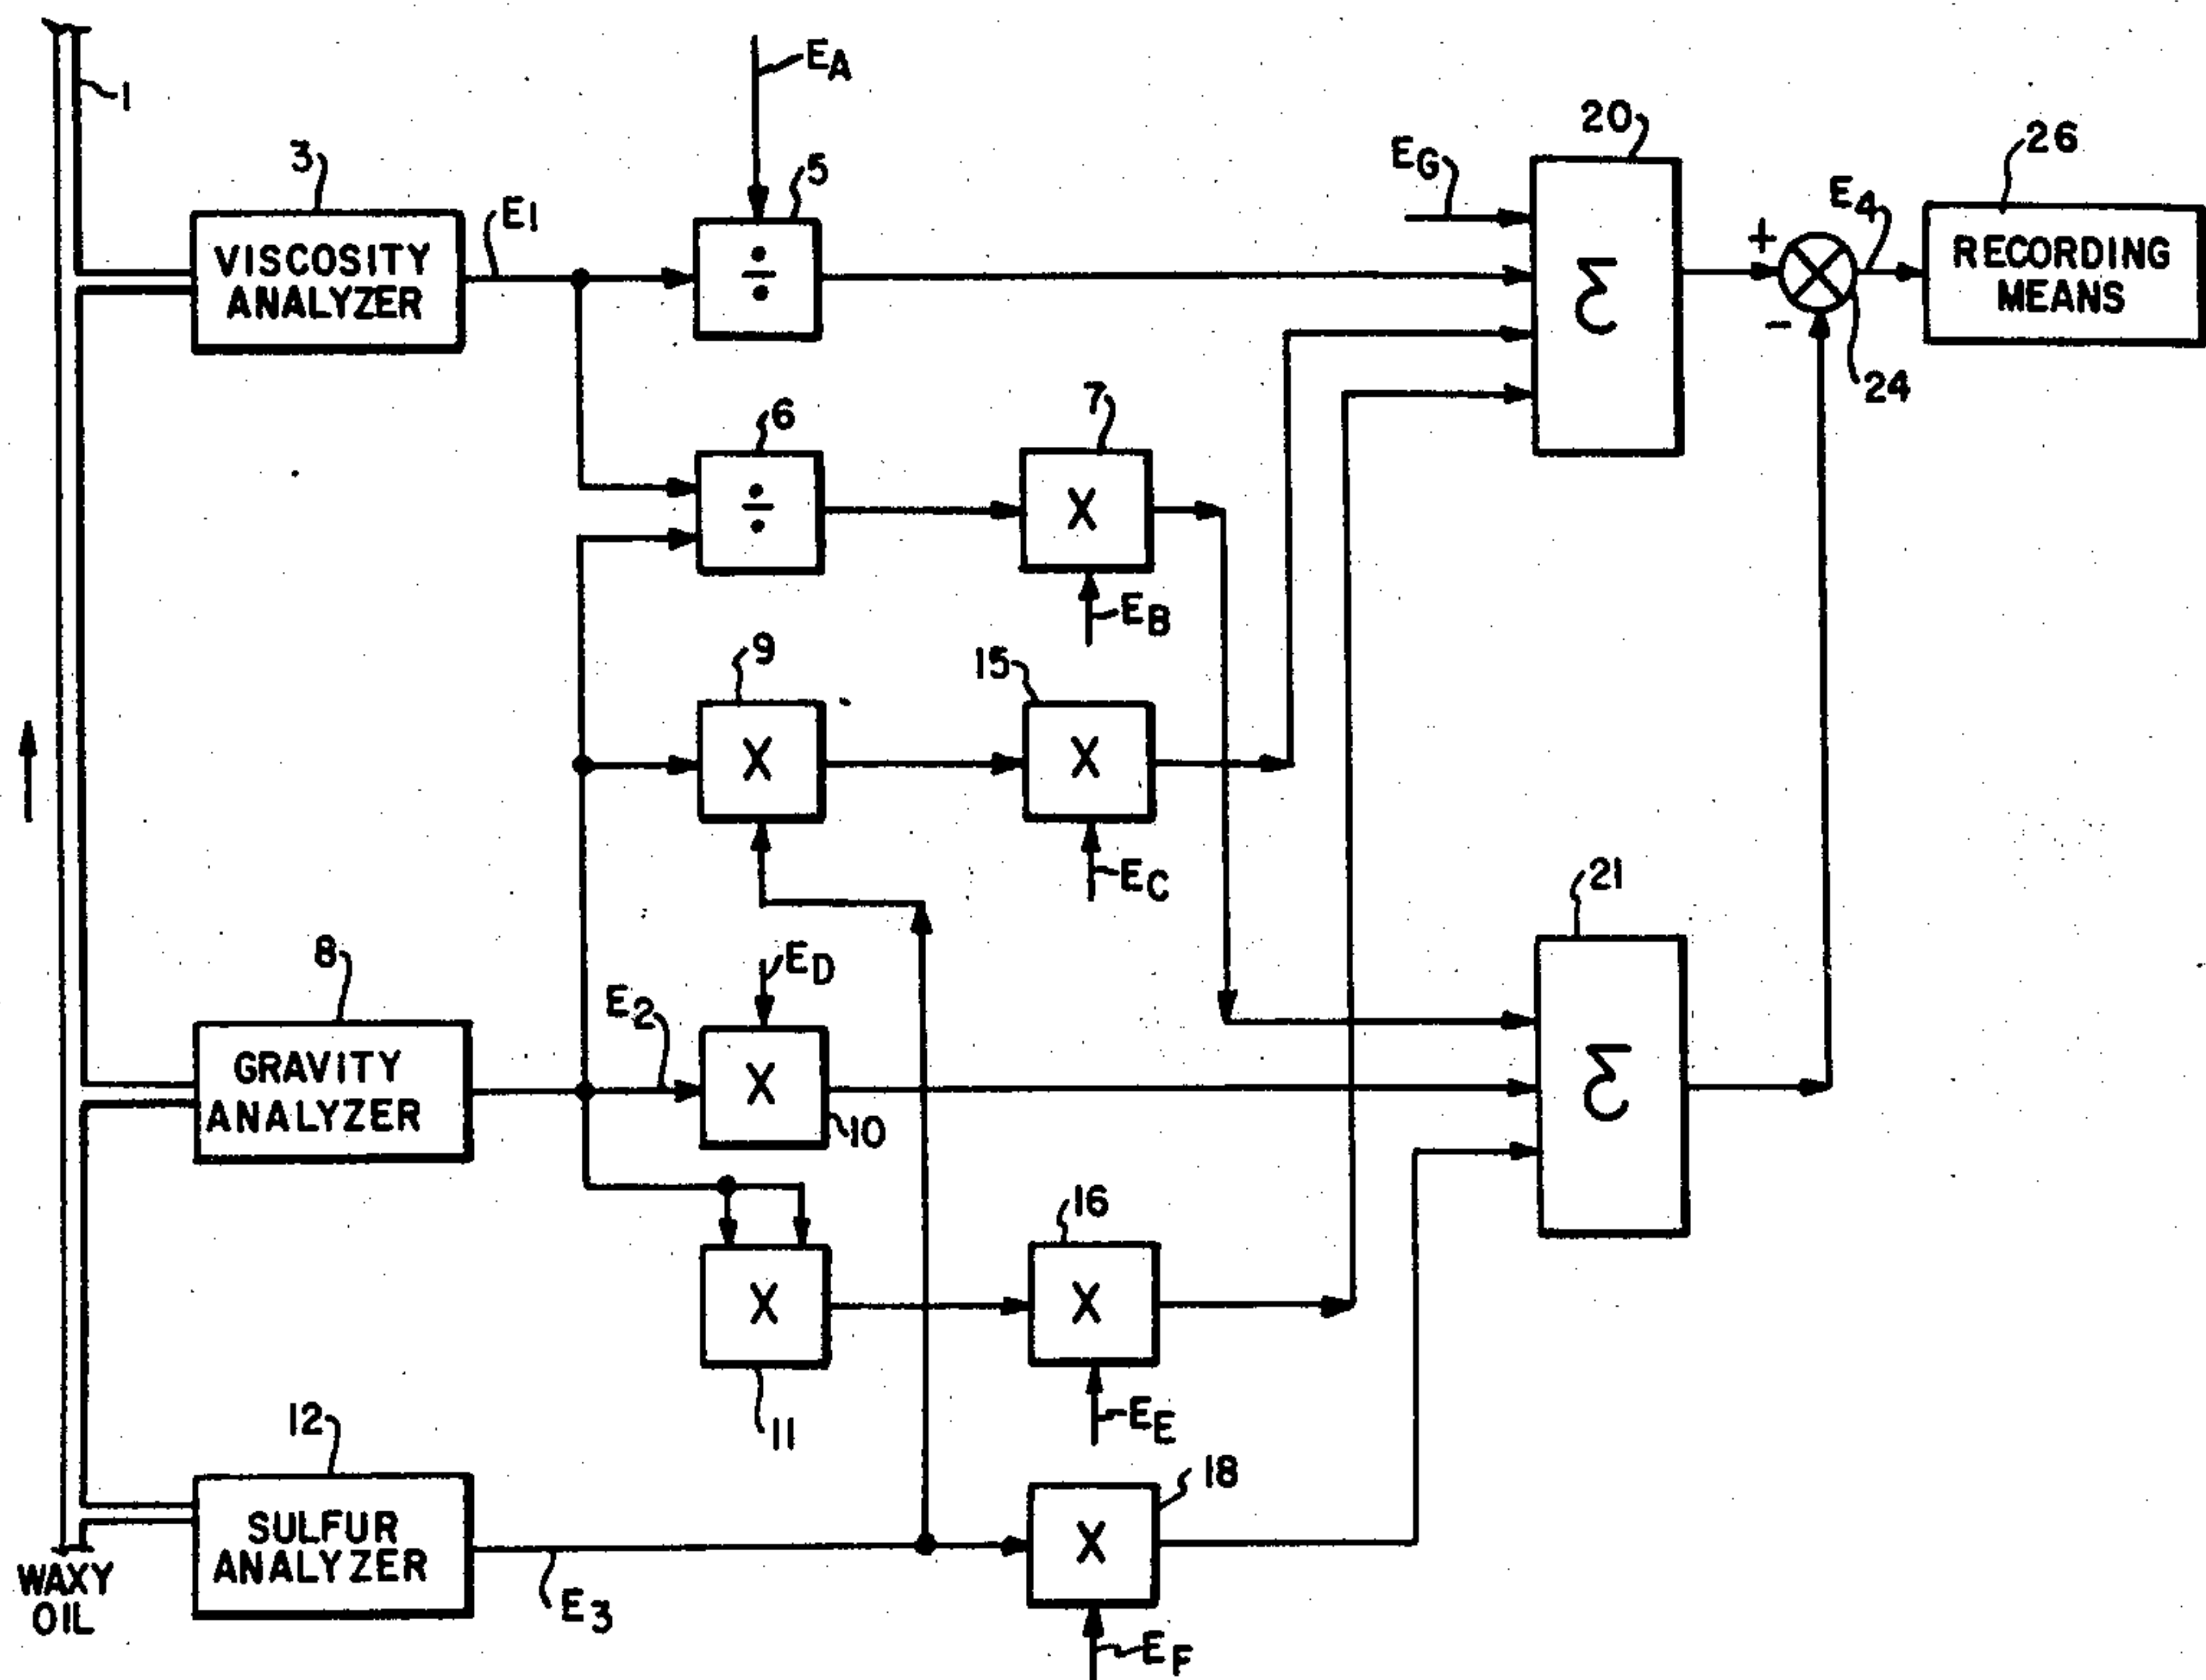 1
3
VISCOSITY
ANALYZER
E1
EA
5
÷
EG
20
Σ
+
-
E4
24
26
RECORDING
MEANS
6
÷
7
X
EB
9
X
15
X
EC
8
GRAVITY
ANALYZER
E2
ED
X
10
21
Σ
X
11
16
X
EE
12
SULFUR
ANALYZER
E3
18
X
EF
WAXY
OIL